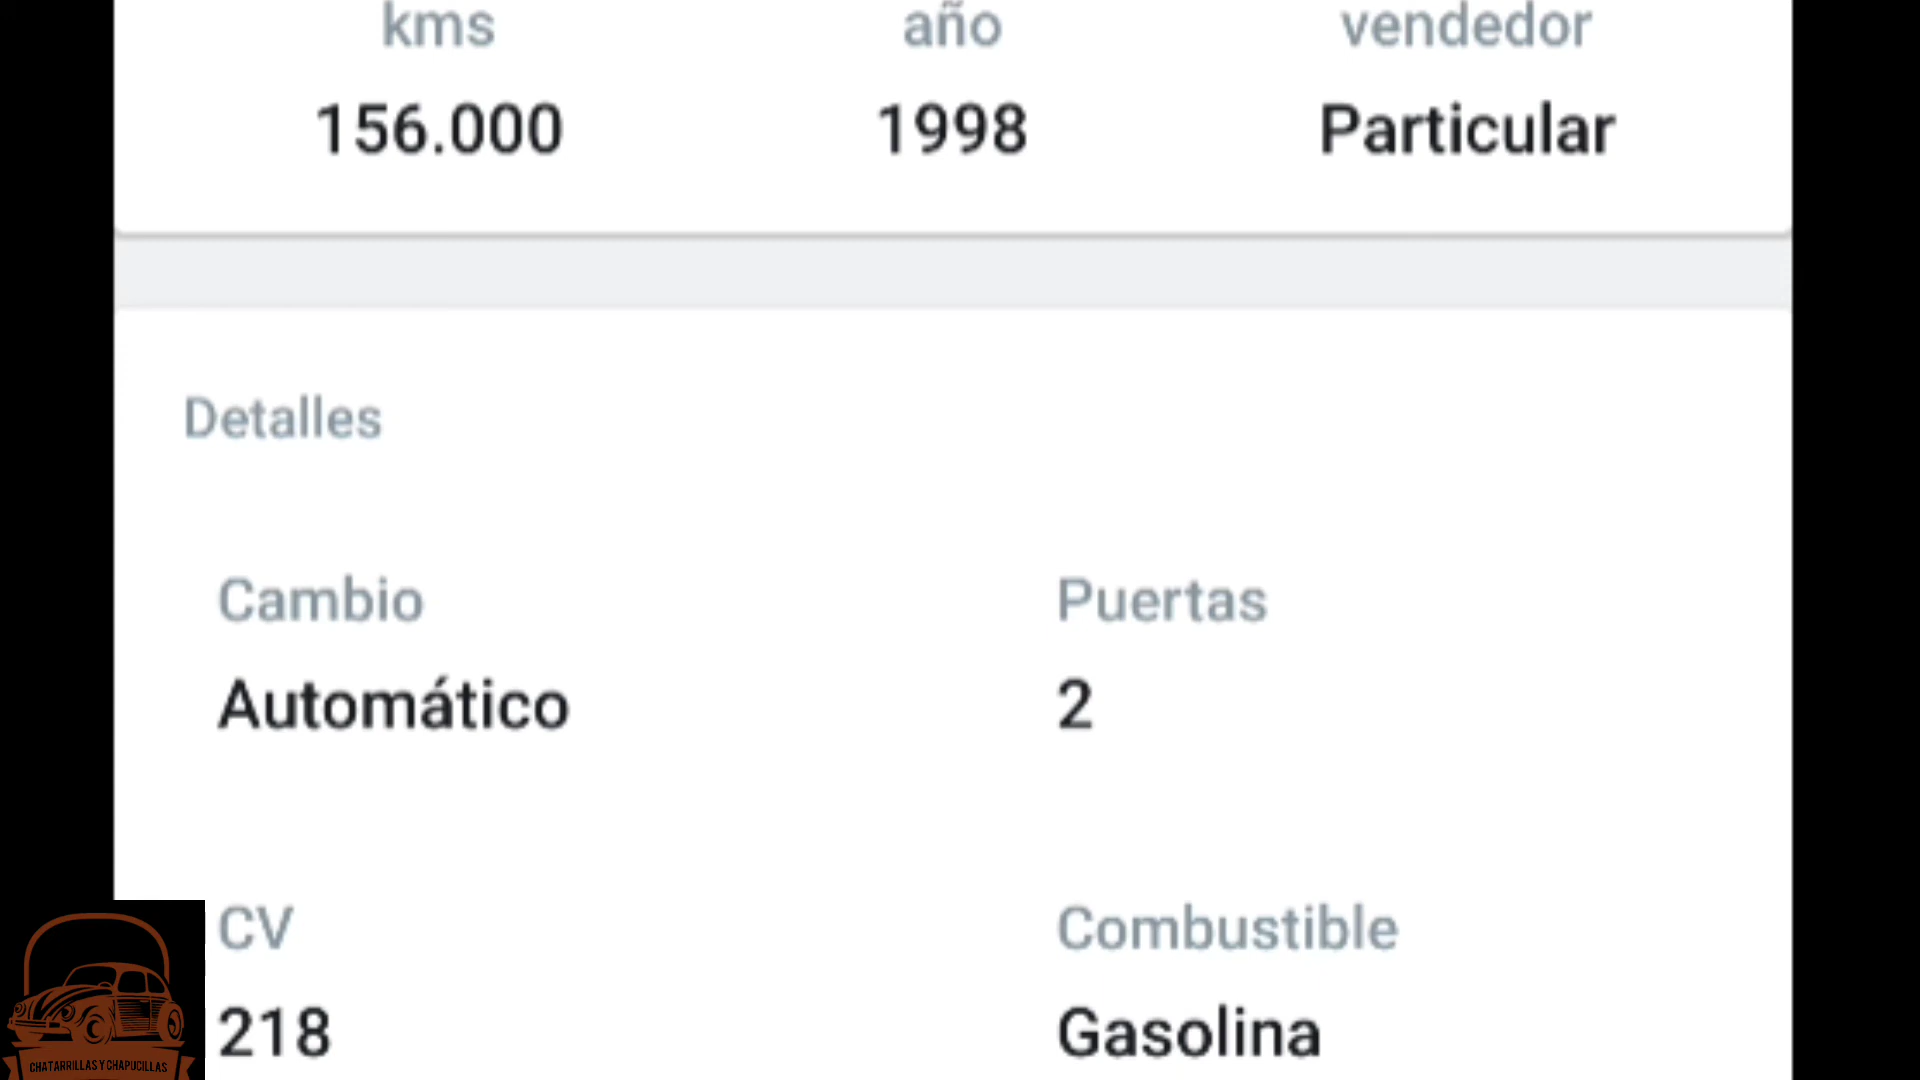 kms año vendedor
156.000 1998 Particular
Detalles
Cambio Puertas
Automático 2
CV Combustible
218 Gasolina
CHATARRILLAS Y CHAPUCILLAS